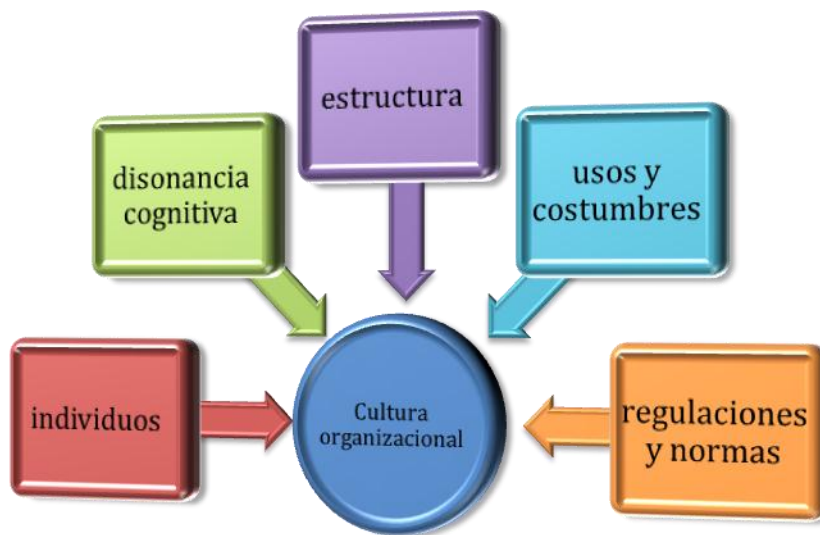 estructura
disonancia
cognitiva
usos y
costumbres
individuos
Cultura
organizacional
regulaciones
y normas